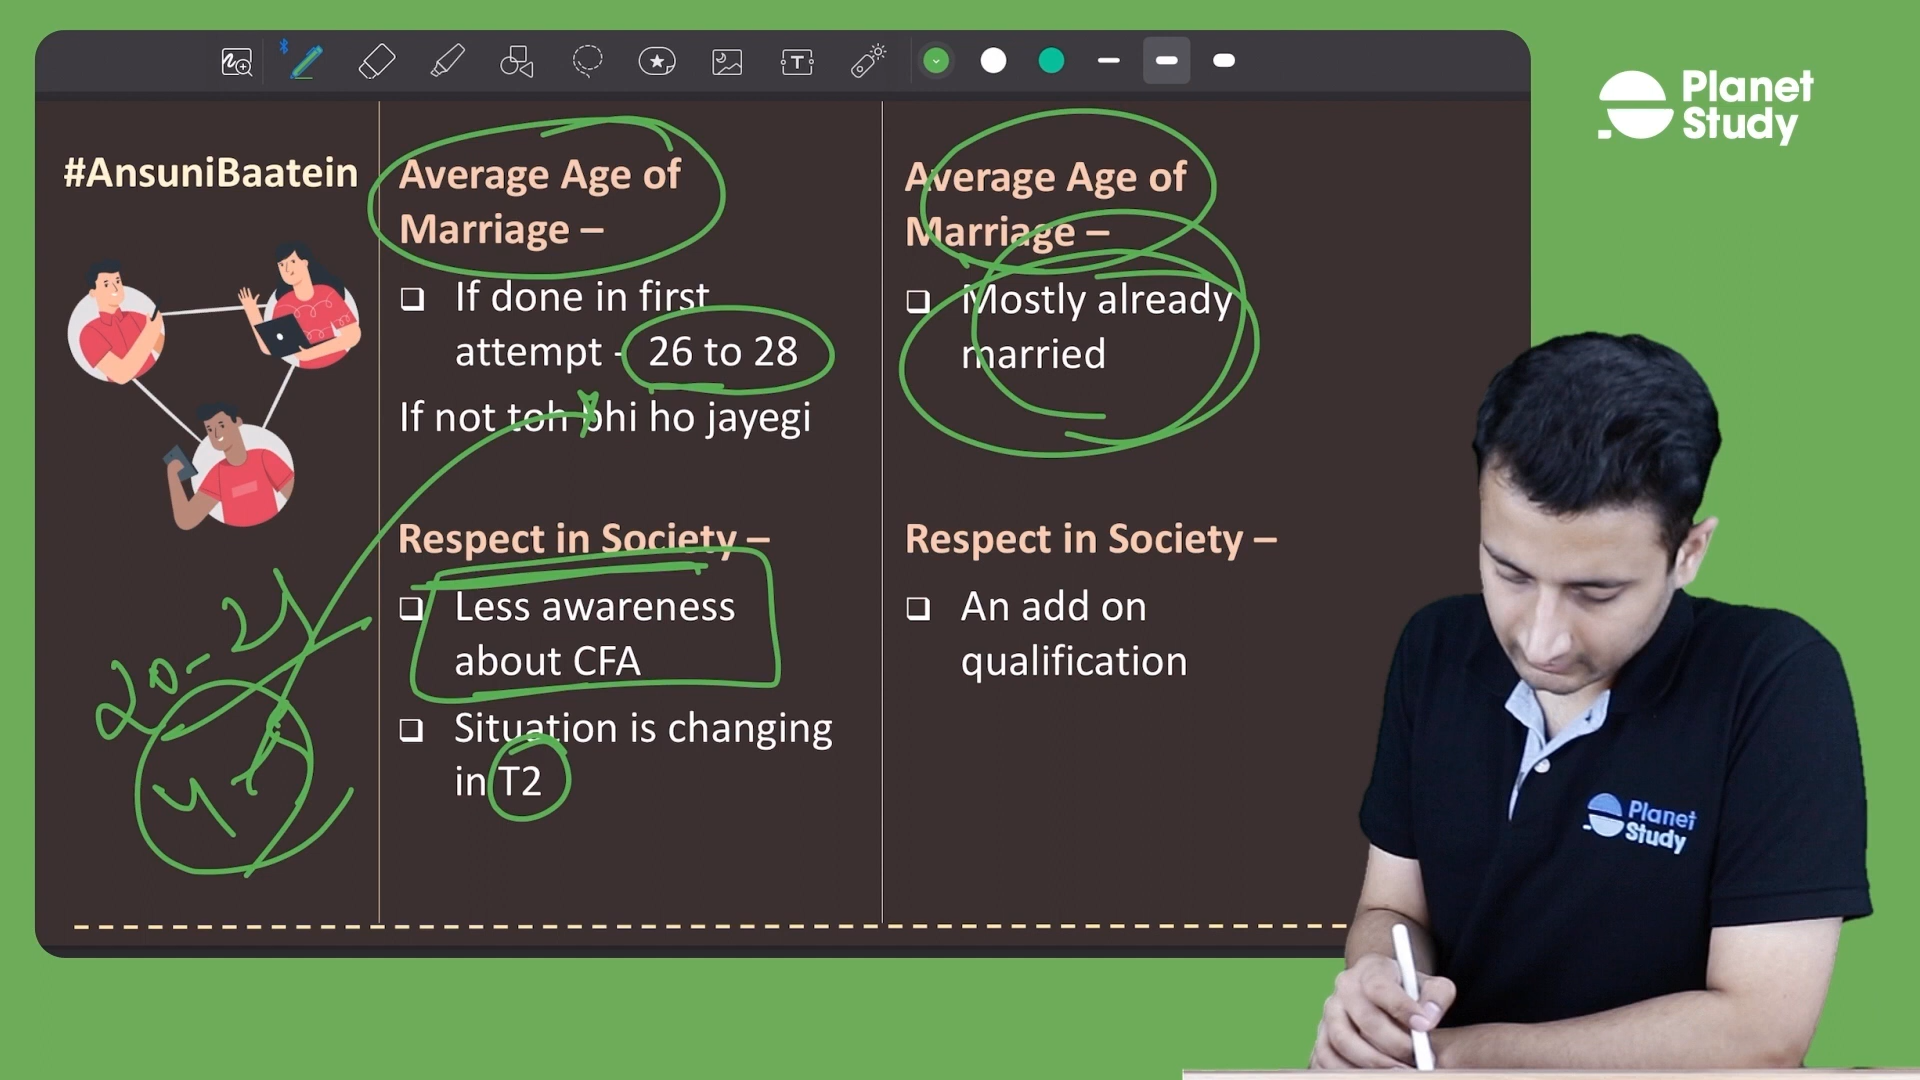 Planet
Study
#AnsuniBaatein
Average Age of
Marriage –
❑ If done in first
attempt - 26 to 28
If not toh bhi ho jayegi
Respect in Society –
❑ Less awareness
about CFA
❑ Situation is changing
in T2
20-21
Average Age of
Marriage –
❑ Mostly already
married
Respect in Society –
❑ An add on
qualification
Planet
Study